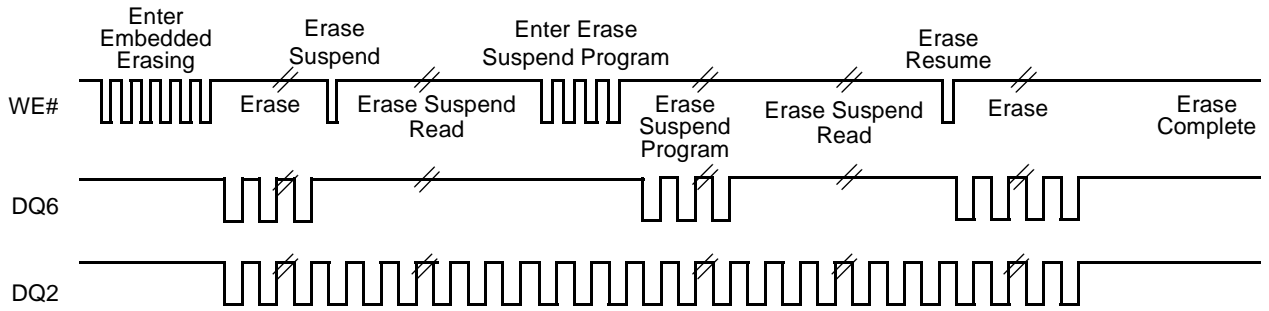 Enter
Embedded
Erasing
Erase
Suspend
Enter Erase
Suspend Program
Erase
Resume
WE#
Erase
Erase Suspend
Read
Erase
Suspend
Program
Erase Suspend
Read
Erase
Erase
Complete
DQ6
DQ2